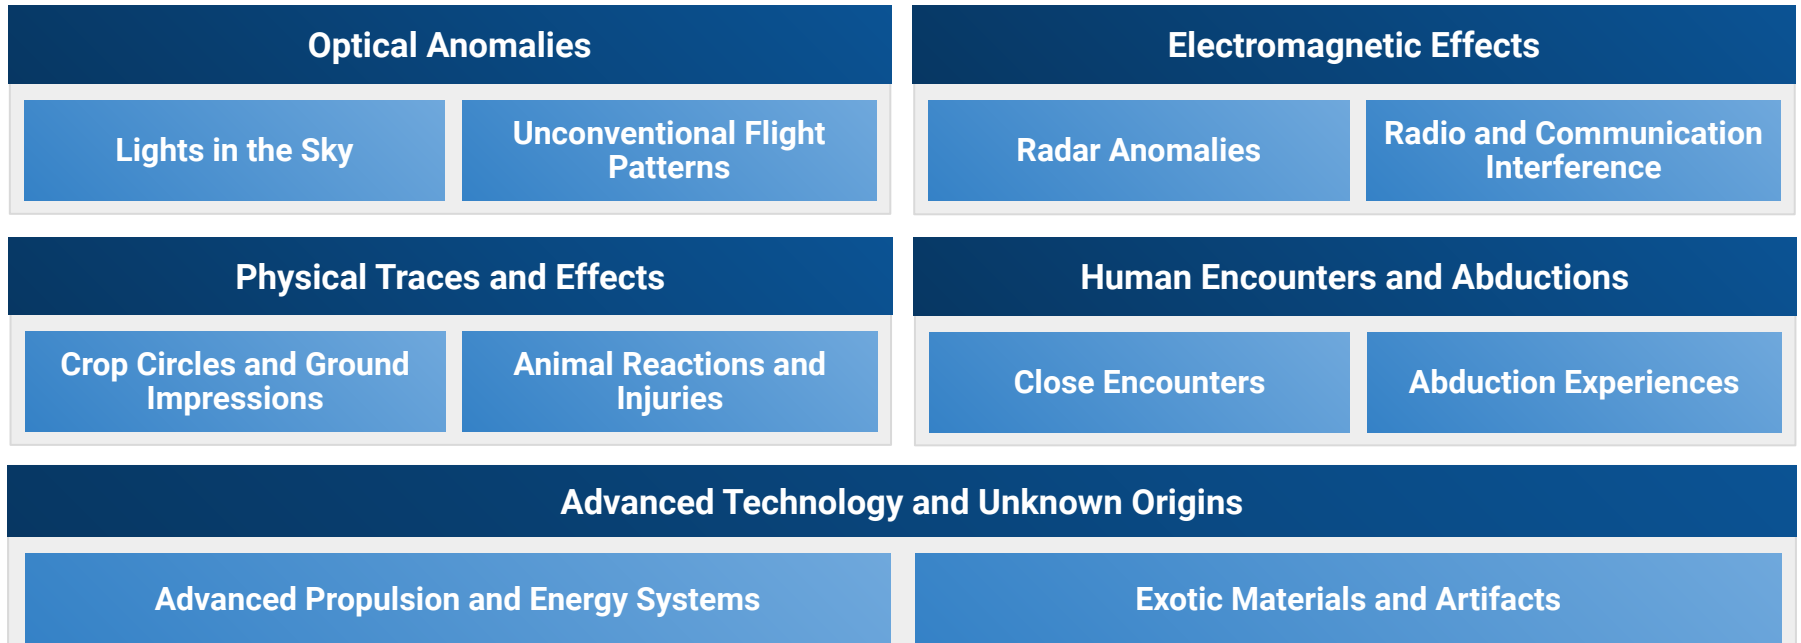 Optical Anomalies
Lights in the Sky
Unconventional Flight
Patterns
Electromagnetic Effects
Radar Anomalies
Radio and Communication
Interference
Physical Traces and Effects
Crop Circles and Ground
Impressions
Animal Reactions and
Injuries
Human Encounters and Abductions
Close Encounters
Abduction Experiences
Advanced Technology and Unknown Origins
Advanced Propulsion and Energy Systems
Exotic Materials and Artifacts